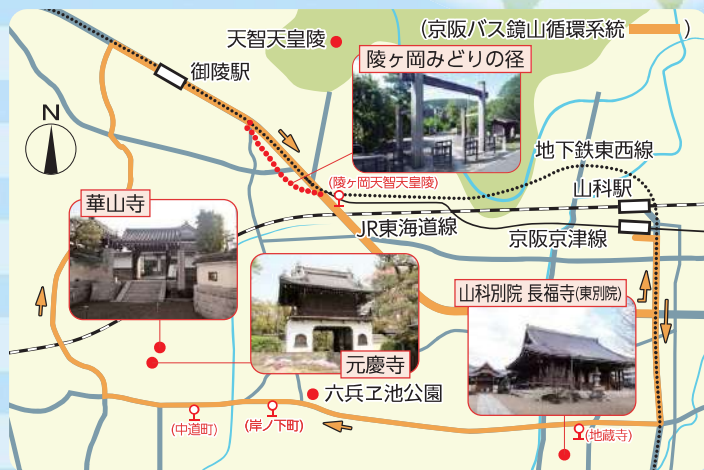 (京阪バス鏡山循環系統 )
天智天皇陵
御陵駅
陵ヶ岡みどりの径
N
地下鉄東西線
(陵ヶ岡天智天皇陵)
山科駅
華山寺
JR東海道線
京阪京津線
山科別院 長福寺(東別院)
元慶寺
六兵ヱ池公園
(中道町)
(岸ノ下町)
(地蔵寺)